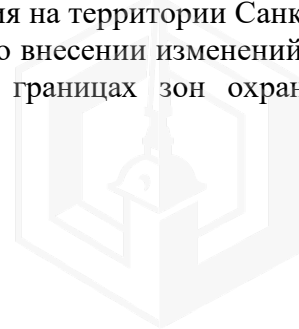 ия на территории Санк
о внесении изменений
границах зон охран